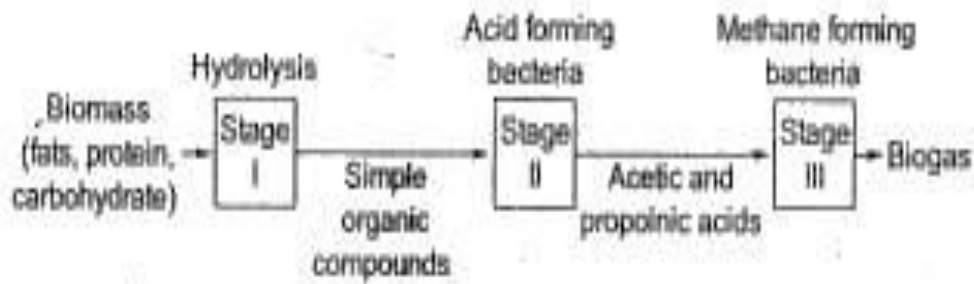 Biomass
(fats, protein,
carbohydrate)
Hydrolysis
Stage
I
Simple
organic
compounds
Acid forming
bacteria
Stage
II
Acetic and
propoinic acids
Methane forming
bacteria
Stage
III
Biogas